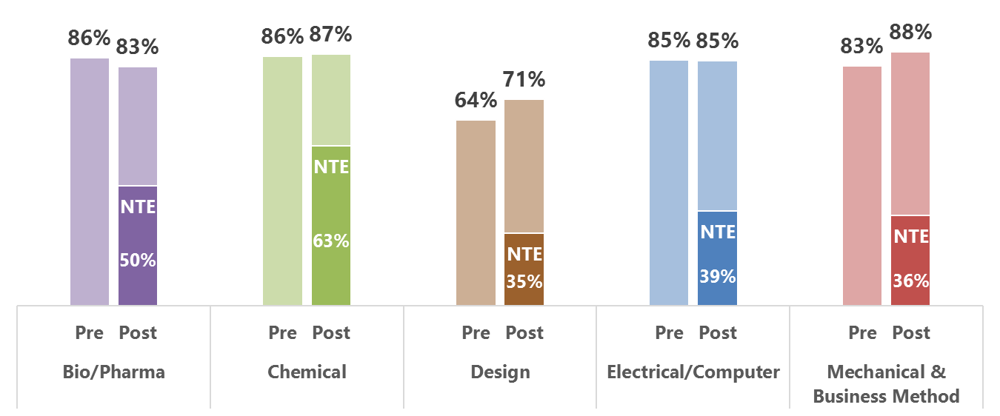 86%
83%
NTE
50%
86%
87%
NTE
63%
64%
71%
NTE
35%
85%
85%
NTE
39%
83%
88%
NTE
36%
Pre
Post
Bio/Pharma
Pre
Post
Chemical
Pre
Post
Design
Pre
Post
Electrical/Computer
Pre
Post
Mechanical &
Business Method